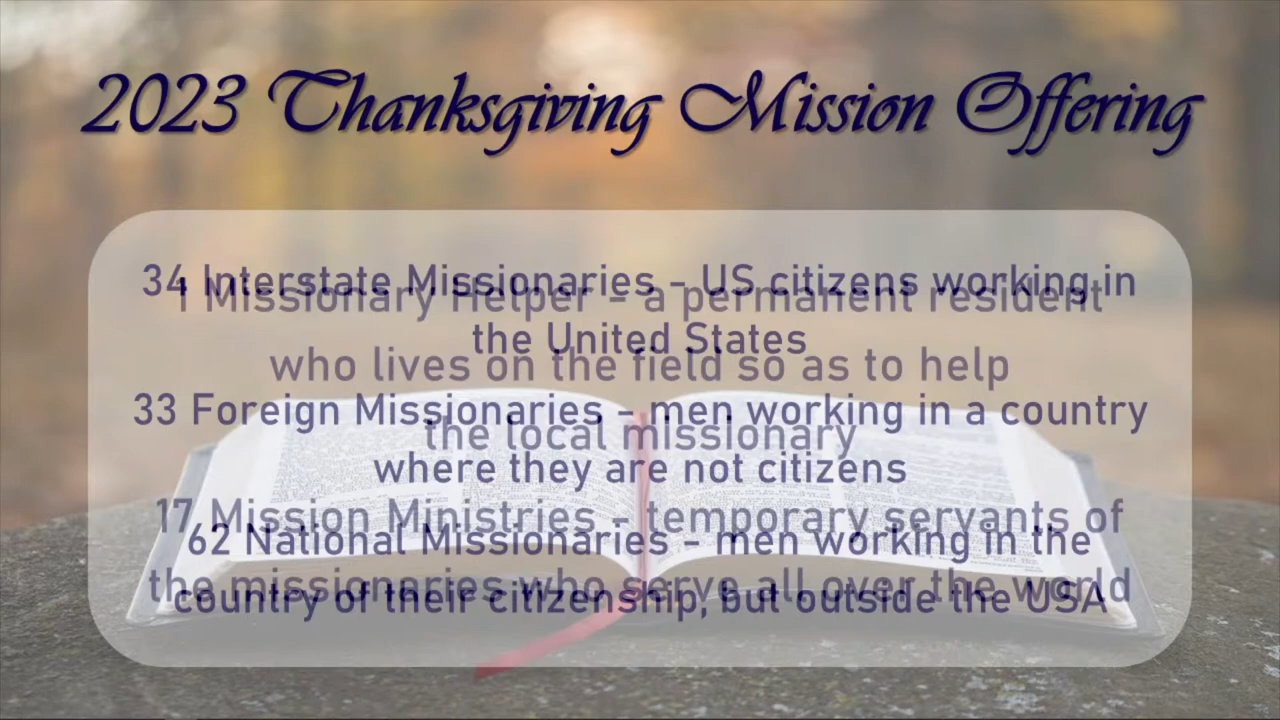 2023 Thanksgiving Mission Offering
34 Interstate Missionaries - US citizens working in
the United States
33 Foreign Missionaries - men working in a country
where they are not citizens
62 National Missionaries - men working in the
country of their citizenship, but outside the USA
1 Missionary Helper - a permanent resident
who lives on the field so as to help
the local missionary
17 Mission Ministries - temporary servants of
the missionaries who serve all over the world